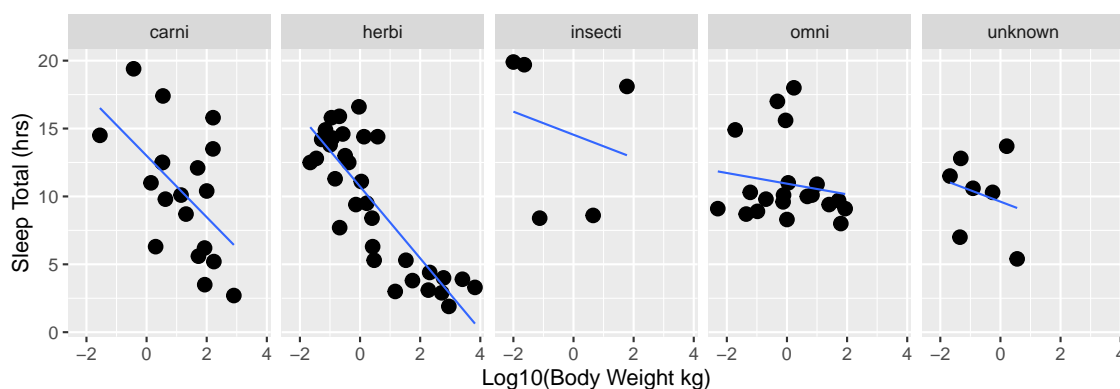 carni herbi insecti omni unknown
20
15
10
5
0
Sleep Total (hrs)
−2 0 2 4 −2 0 2 4 −2 0 2 4 −2 0 2 4 −2 0 2 4
Log10(Body Weight kg)